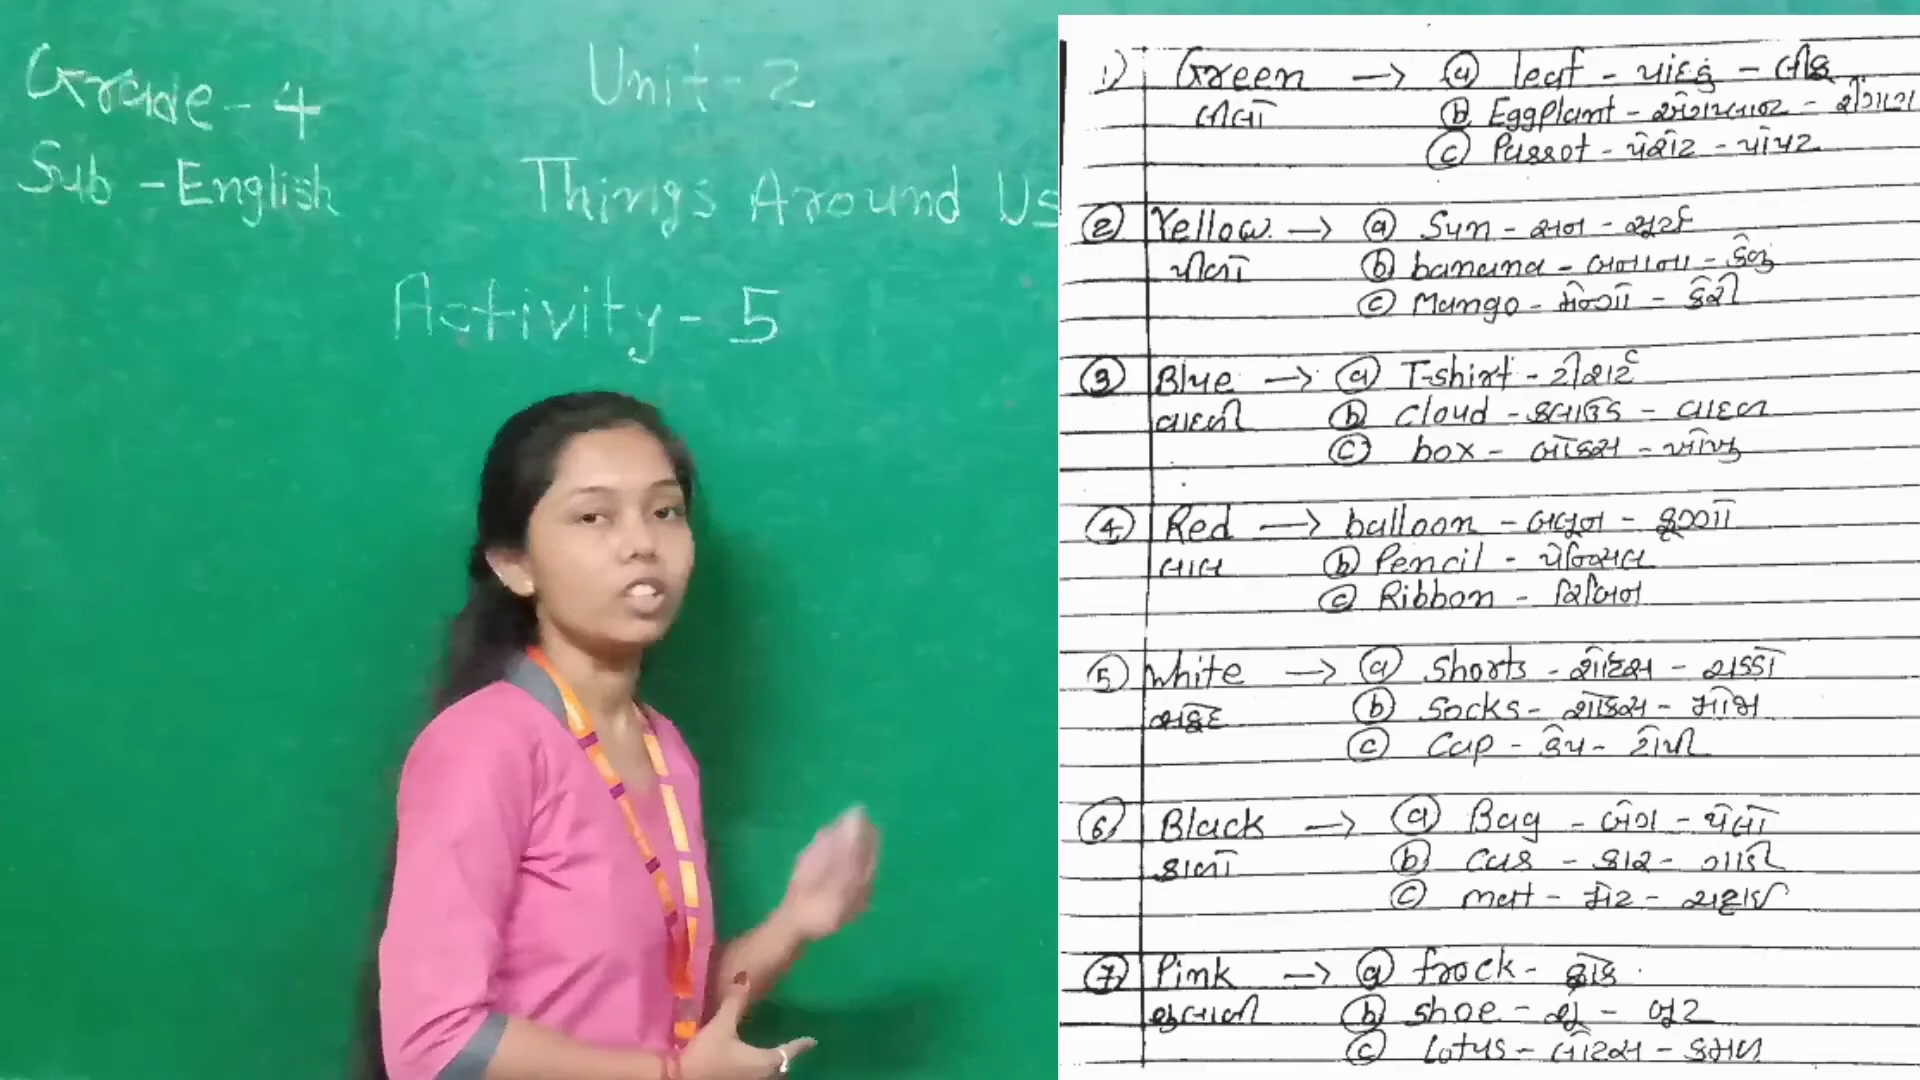 Grade - 4
Sub - English
Unit - 2
Things Around Us
Activity - 5
1) Green → (a) leaf - પાંદડું - લીફ
લીલો (b) Eggplant - એગપ્લાન્ટ - રીંગણ
(c) Parrot - પેરોટ - પોપટ
(2) Yellow → (a) Sun - સન - સૂર્ય
પીળો (b) banana - બનાના - કેળું
(c) Mango - મેન્ગો - કેરી
(3) Blue → (a) T-shirt - ટીશર્ટ
વાદળી (b) Cloud - ક્લાઉડ - વાદળ
(c) box - બોક્સ - ખોખું
(4) Red → balloon - બલૂન - ફૂગ્ગો
લાલ (b) Pencil - પેન્સિલ
(c) Ribbon - રિબિન
(5) White → (a) Shorts - શોર્ટ્સ - ચડ્ડો
સફેદ (b) Socks - શોક્સ - મોજા
(c) Cap - કેપ - ટોપી
(6) Black → (a) Bag - બેગ - થેલો
કાળો (b) Car - કાર - ગાડી
(c) mat - મેટ
(7) Pink → (a) frock - ફ્રોક
ગુલાબી (b) Shoe - શૂ - બૂટ
(c) Lotus - લોટસ - કમળ